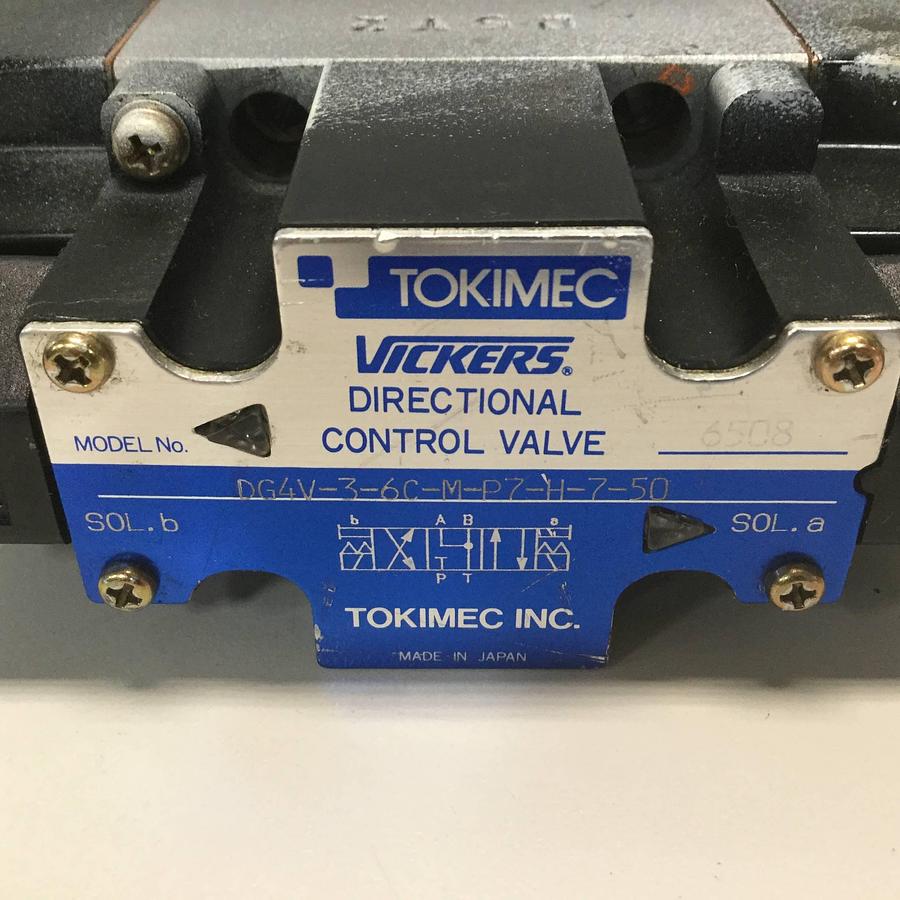 TOKIMEC
VICKERS®
DIRECTIONAL
CONTROL VALVE
MODEL No.
6508
DG4V-3-6C-M-P7-H-7-50
SOL.b
SOL.a
b A B a
T
P T
TOKIMEC INC.
MADE IN JAPAN